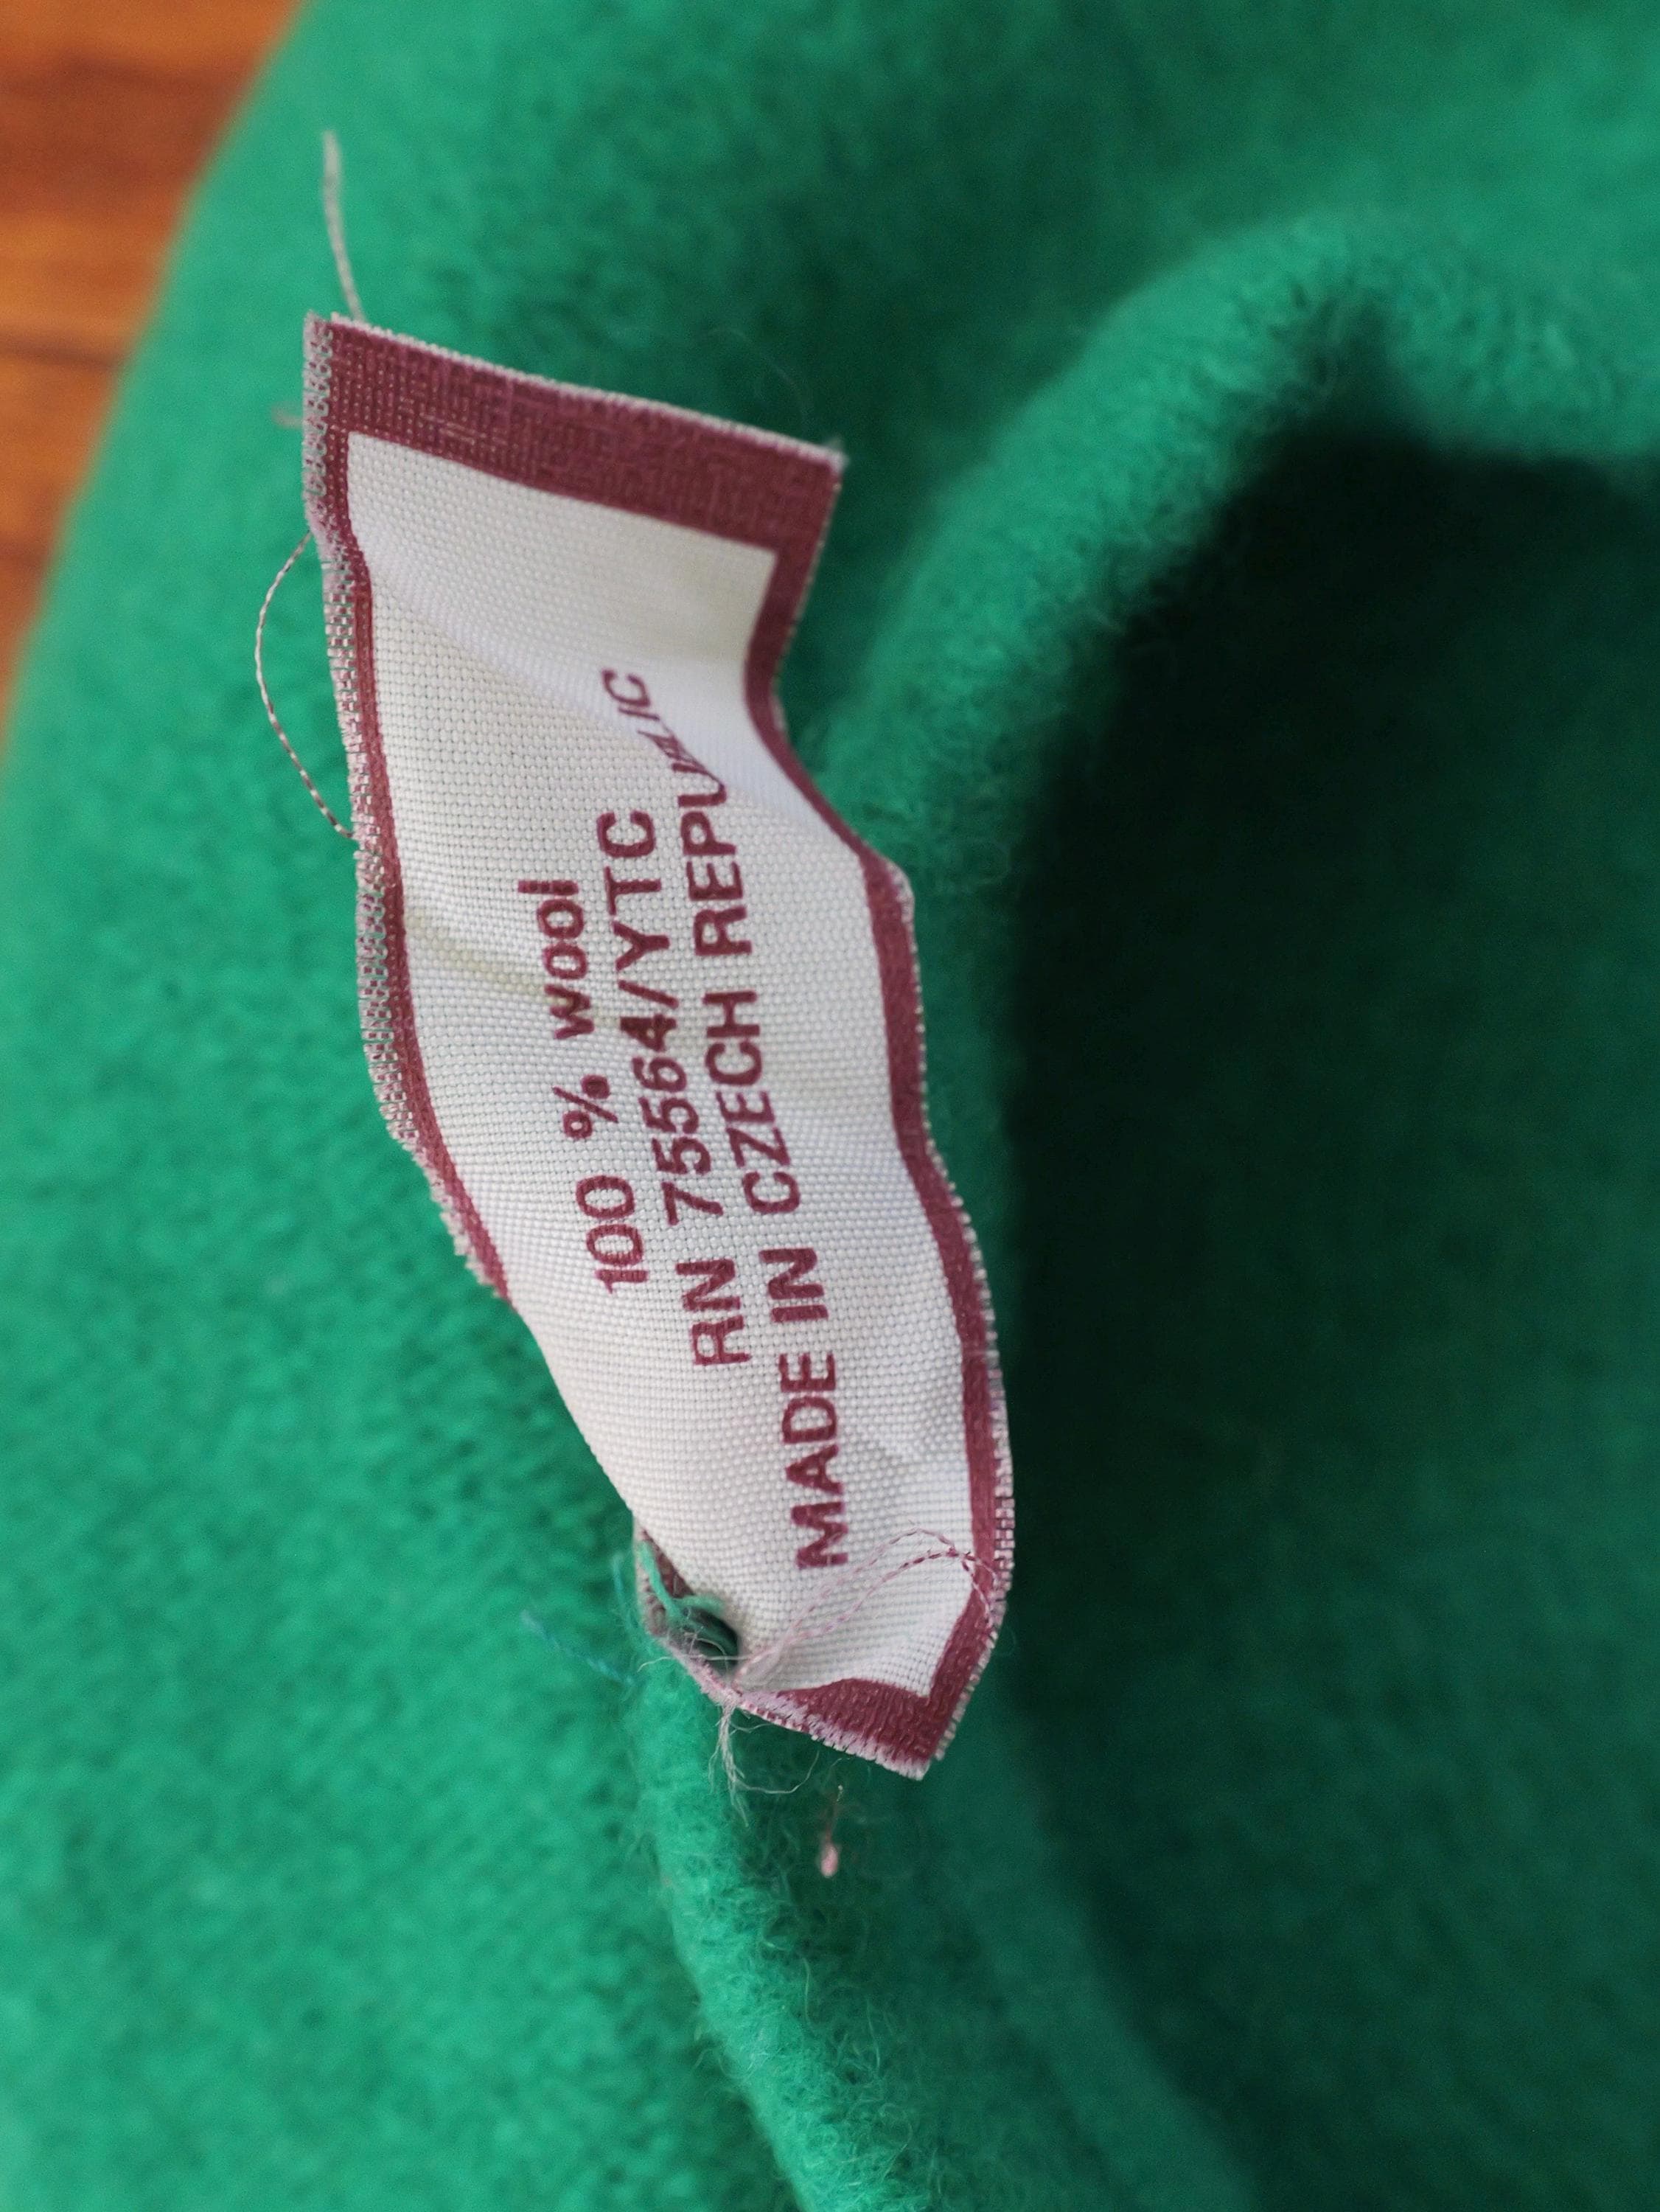 100 % wool
RN 75564/YTC
MADE IN CZECH REPUBLIC